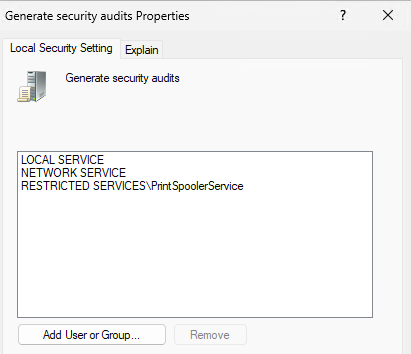 Generate security audits Properties
?
Local Security Setting
Explain
Generate security audits
LOCAL SERVICE
NETWORK SERVICE
RESTRICTED SERVICES\PrintSpoolerService
Add User or Group...
Remove